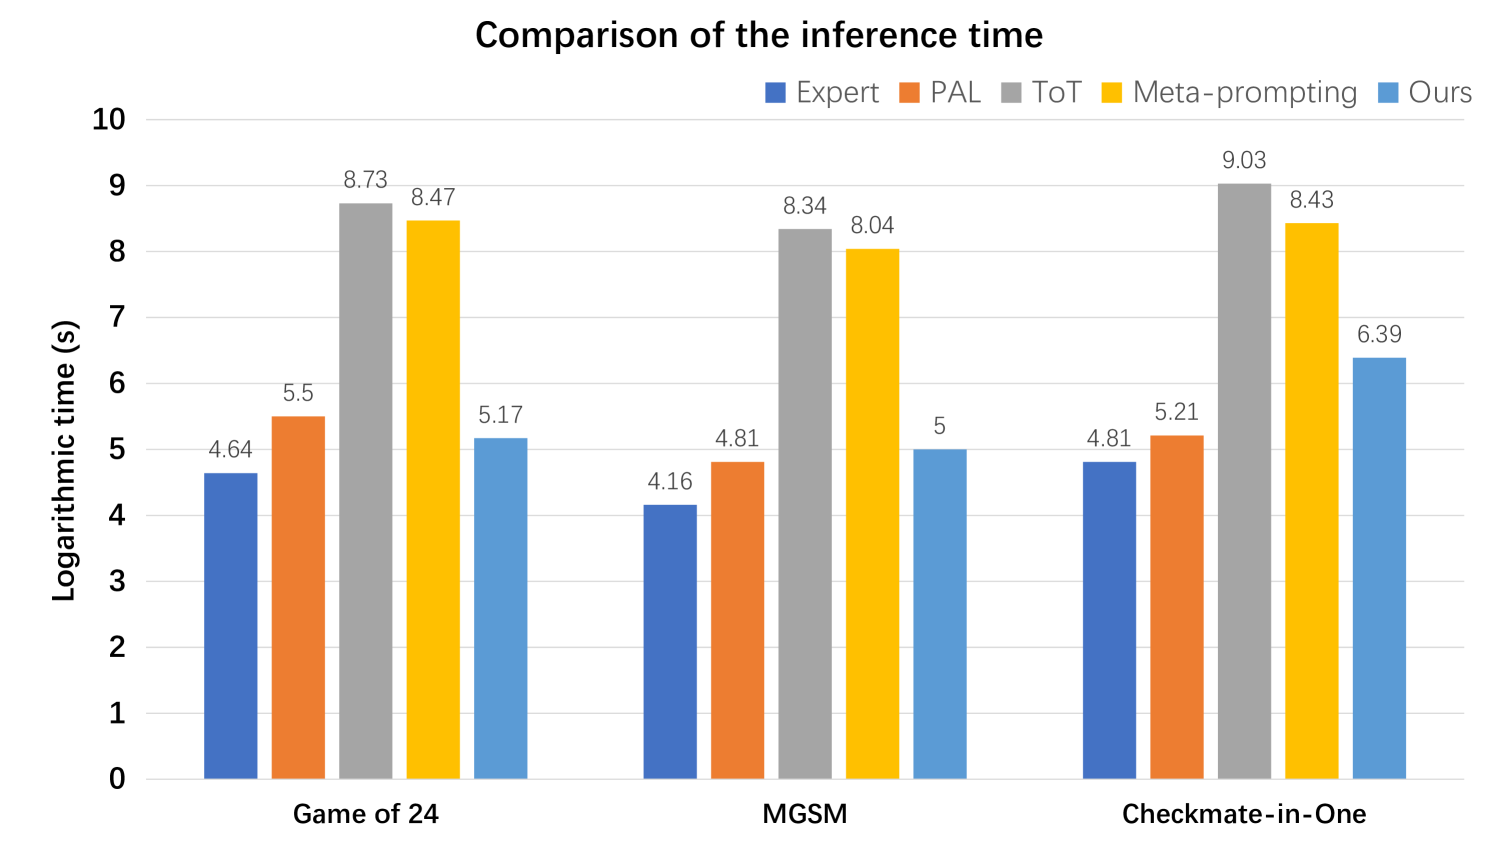 Comparison of the inference time
Expert PAL ToT Meta-prompting Ours
Logarithmic time (s)
10
9
8
7
6
5
4
3
2
1
0
4.64 5.5 8.73 8.47 5.17
4.16 4.81 8.34 8.04 5
4.81 5.21 9.03 8.43 6.39
Game of 24 MGSM Checkmate-in-One